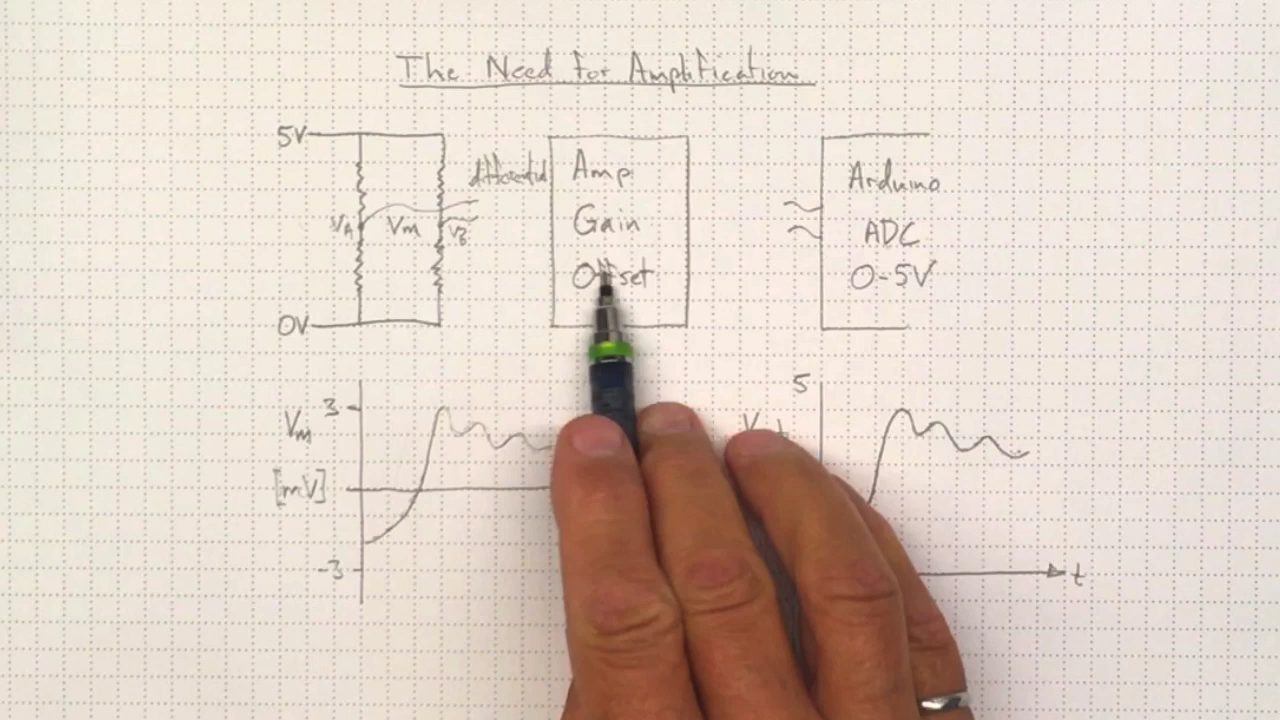 The Need for Amplification
5V
differential
VA Vm VB
0V
Amp
Gain
Offset
Arduino
ADC
0-5V
Vm
[mV]
3
-3
5
t